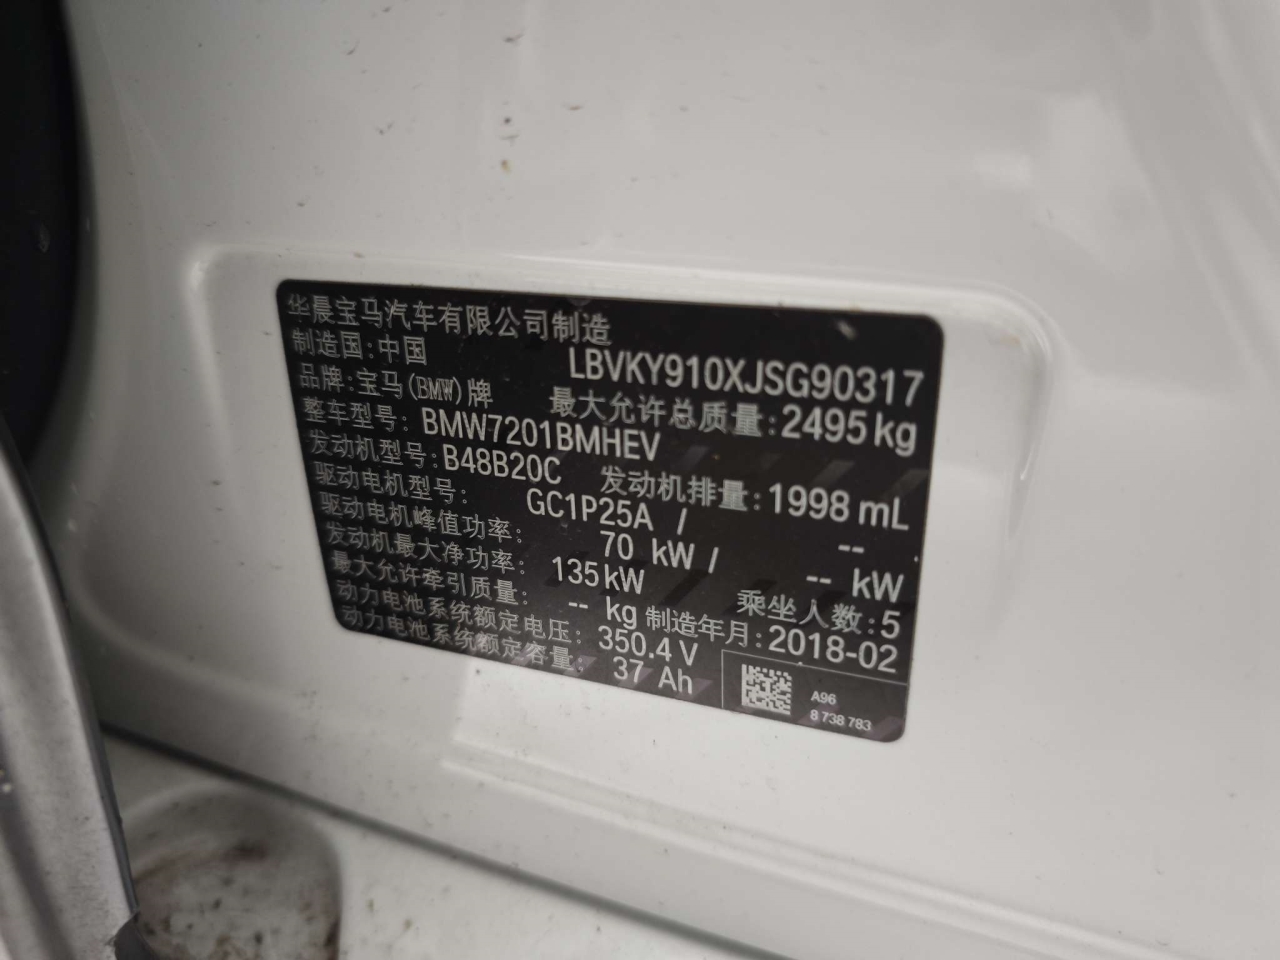 华晨宝马汽车有限公司制造
制造国:中国 LBVKY910XJSG90317
品牌:宝马(BMW)牌 最大允许总质量:2495kg
整车型号: BMW7201BMHEV
发动机型号: B48B20C 发动机排量:1998 mL
驱动电机型号: GC1P25A / --
驱动电机峰值功率: 70 kW / -- kW
发动机最大净功率: 135kW 乘坐人数:5
最大允许牵引质量: -- kg 制造年月:2018-02
动力电池系统额定电压: 350.4 V
动力电池系统额定容量: 37 Ah
A96
8 738 783